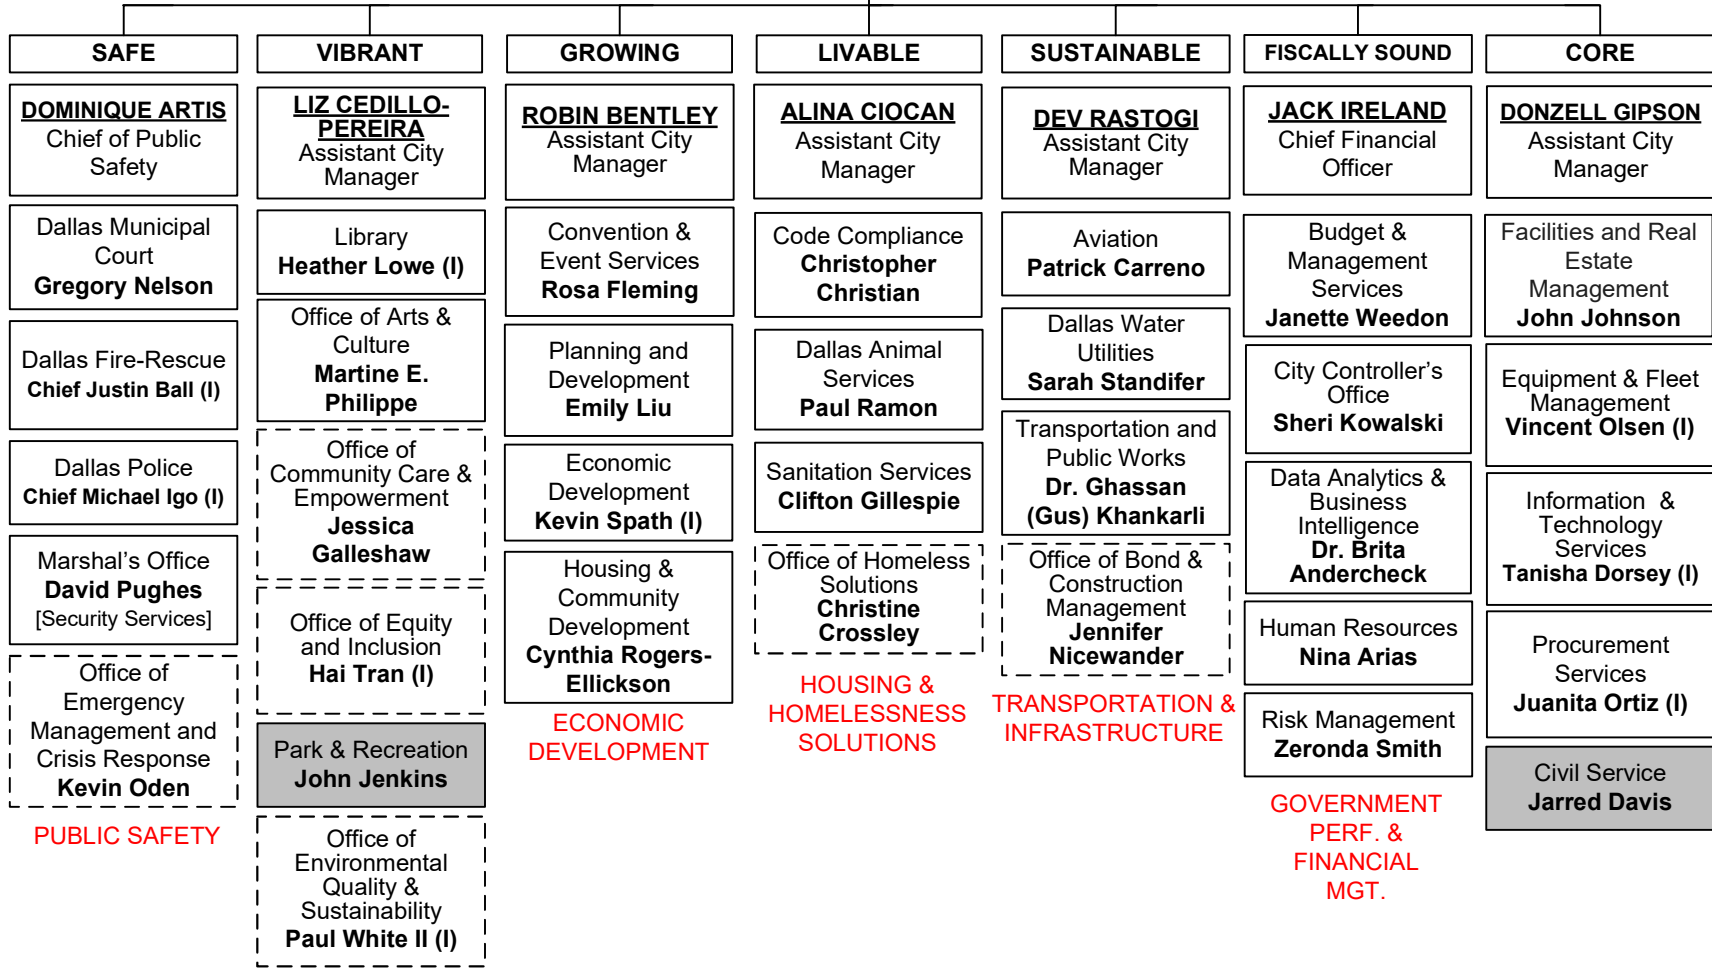 SAFE
DOMINIQUE ARTIS
Chief of Public
Safety
Dallas Municipal
Court
Gregory Nelson
Dallas Fire-Rescue
Chief Justin Ball (I)
Dallas Police
Chief Michael Igo (I)
Marshal’s Office
David Pughes
[Security Services]
Office of
Emergency
Management and
Crisis Response
Kevin Oden
PUBLIC SAFETY
VIBRANT
LIZ CEDILLO-
PEREIRA
Assistant City
Manager
Library
Heather Lowe (I)
Office of Arts &
Culture
Martine E.
Philippe
Office of
Community Care &
Empowerment
Jessica
Galleshaw
Office of Equity
and Inclusion
Hai Tran (I)
Park & Recreation
John Jenkins
Office of
Environmental
Quality &
Sustainability
Paul White II (I)
GROWING
ROBIN BENTLEY
Assistant City
Manager
Convention &
Event Services
Rosa Fleming
Planning and
Development
Emily Liu
Economic
Development
Kevin Spath (I)
Housing &
Community
Development
Cynthia Rogers-
Ellickson
ECONOMIC
DEVELOPMENT
LIVABLE
ALINA CIOCAN
Assistant City
Manager
Code Compliance
Christopher
Christian
Dallas Animal
Services
Paul Ramon
Sanitation Services
Clifton Gillespie
Office of Homeless
Solutions
Christine
Crossley
HOUSING &
HOMELESSNESS
SOLUTIONS
SUSTAINABLE
DEV RASTOGI
Assistant City
Manager
Aviation
Patrick Carreno
Dallas Water
Utilities
Sarah Standifer
Transportation and
Public Works
Dr. Ghassan
(Gus) Khankarli
Office of Bond &
Construction
Management
Jennifer
Nicewander
TRANSPORTATION &
INFRASTRUCTURE
FISCALLY SOUND
JACK IRELAND
Chief Financial
Officer
Budget &
Management
Services
Janette Weedon
City Controller’s
Office
Sheri Kowalski
Data Analytics &
Business
Intelligence
Dr. Brita
Andercheck
Human Resources
Nina Arias
Risk Management
Zeronda Smith
GOVERNMENT
PERF. &
FINANCIAL
MGT.
CORE
DONZELL GIPSON
Assistant City
Manager
Facilities and Real
Estate
Management
John Johnson
Equipment & Fleet
Management
Vincent Olsen (I)
Information &
Technology
Services
Tanisha Dorsey (I)
Procurement
Services
Juanita Ortiz (I)
Civil Service
Jarred Davis